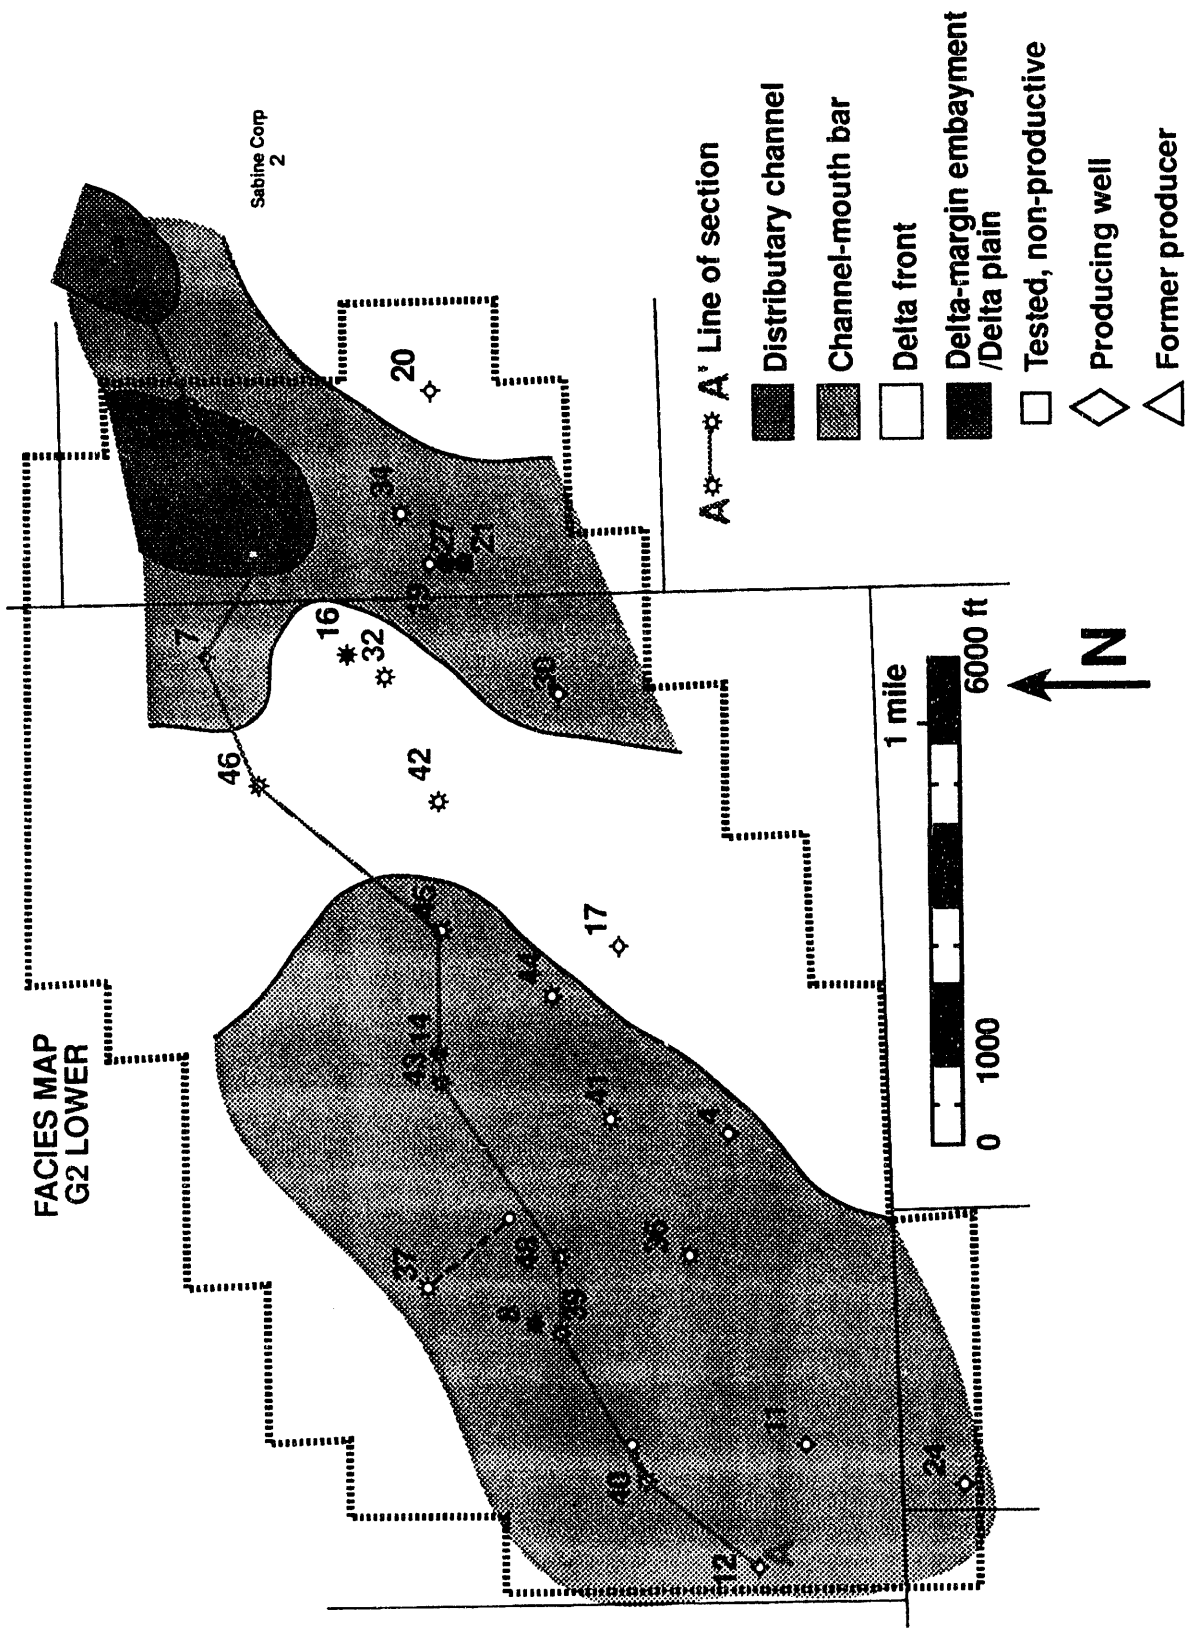 FACIES MAP
G2 LOWER
Sabine Corp
2
7
46
16
32
42
20
34
27
21
19
30
17
45
44
14
43
41
4
37
48
36
8
39
40
11
12
24
A A' Line of section
Distributary channel
Channel-mouth bar
Delta front
Delta-margin embayment
/Delta plain
Tested, non-productive
Producing well
Former producer
1 mile
0 1000 6000 ft
N